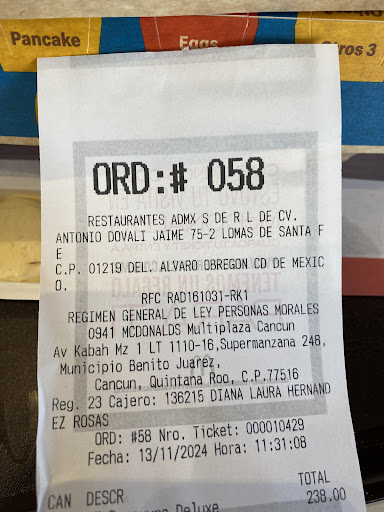 Pancake
Eggs
ros 3
ORD:# 058
RESTAURANTES ADMX S DE R L DE CV.
ANTONIO DOVALI JAIME 75-2 LOMAS DE SANTA F
E
C.P. 01219 DEL. ALVARO OBREGON CD DE MEXIC
O.
RFC RAD161031-RK1
REGIMEN GENERAL DE LEY PERSONAS MORALES
0941 MCDONALDS Multiplaza Cancun
Av Kabah Mz 1 LT 1110-16,Supermanzana 248,
Municipio Benito Juarez,
Cancun, Quintana Roo, C.P.77516
Reg. 23 Cajero: 136215 DIANA LAURA HERNAND
EZ ROSAS
ORD: #58 Nro. Ticket: 000010429
Fecha: 13/11/2024 Hora: 11:31:08
TOTAL
CAN DESCR
238.00
Deluxe